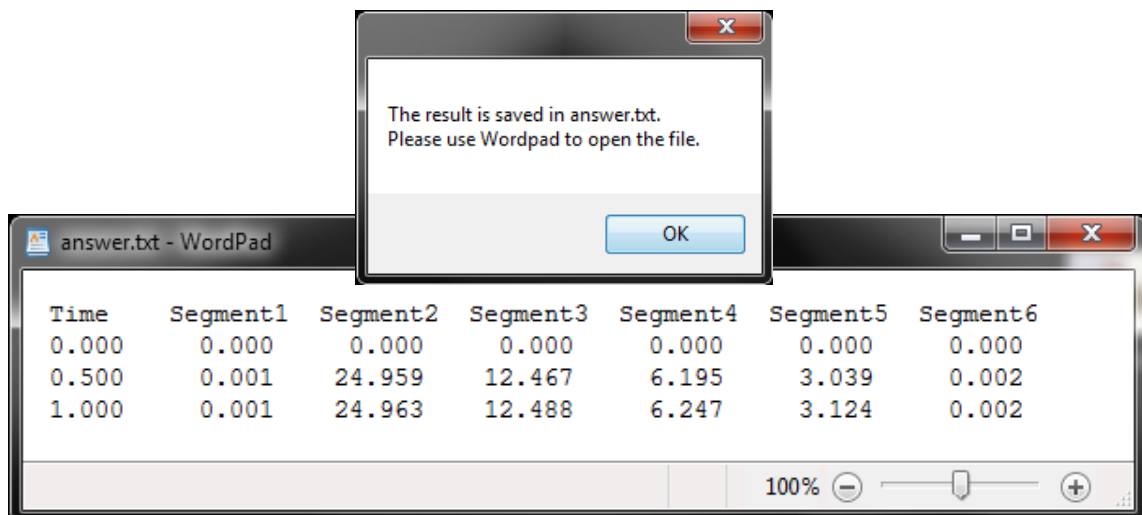 The result is saved in answer.txt.
Please use Wordpad to open the file.
OK
answer.txt - WordPad
Time Segment1 Segment2 Segment3 Segment4 Segment5 Segment6
0.000 0.000 0.000 0.000 0.000 0.000 0.000
0.500 0.001 24.959 12.467 6.195 3.039 0.002
1.000 0.001 24.963 12.488 6.247 3.124 0.002
100%